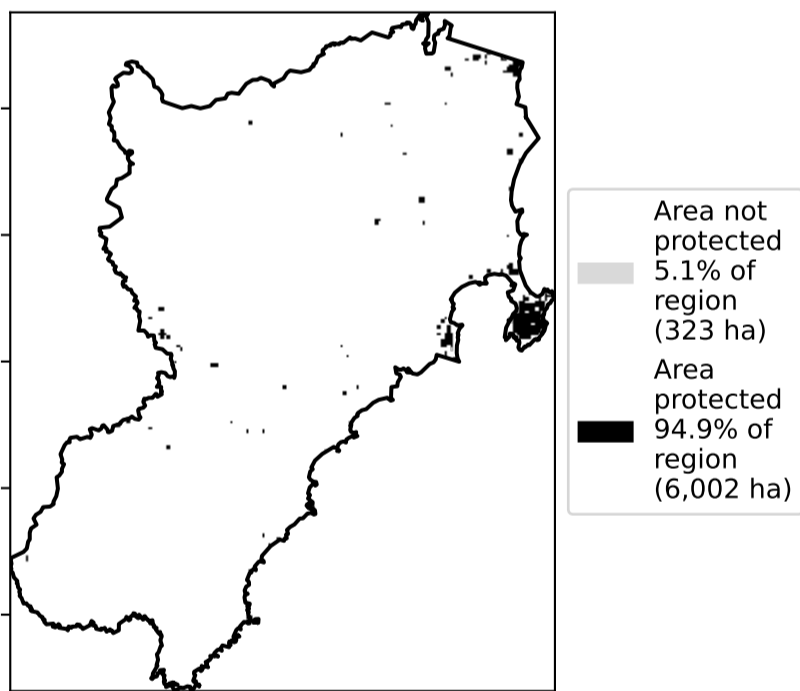 Area not
protected
5.1% of
region
(323 ha)
Area
protected
94.9% of
region
(6,002 ha)